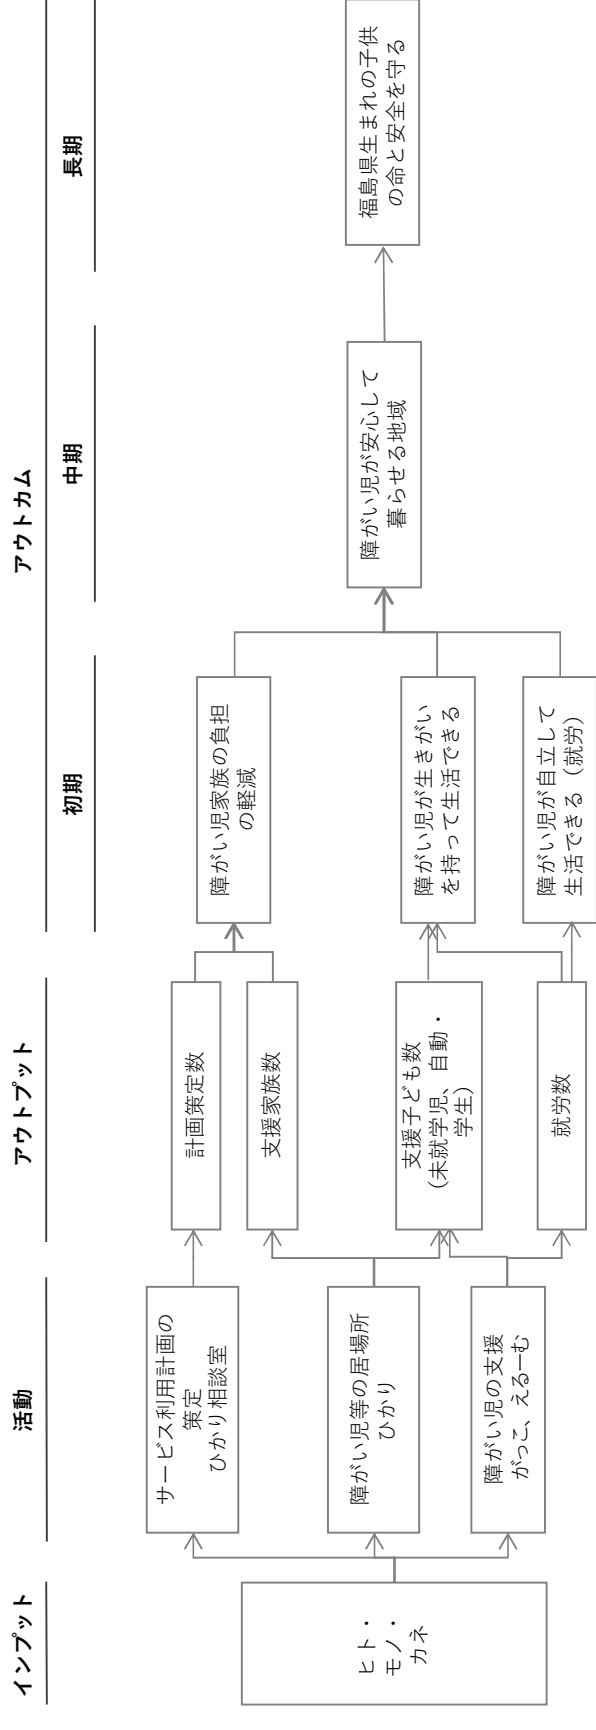 インプット
活動
アウトプット
アウトカム
初期
中期
長期
ヒト・
モノ・
カネ
サービス利用計画の
策定
ひかり相談室
障がい児等の居場所
ひかり
障がい児の支援
がっこ、えるーむ
計画策定数
支援家族数
支援子ども数
（未就学児、自動・
学生）
就労数
障がい児家族の負担
の軽減
障がい児が生きがい
を持って生活できる
障がい児が自立して
生活できる（就労）
障がい児が安心して
暮らせる地域
福島県生まれの子供
の命と安全を守る